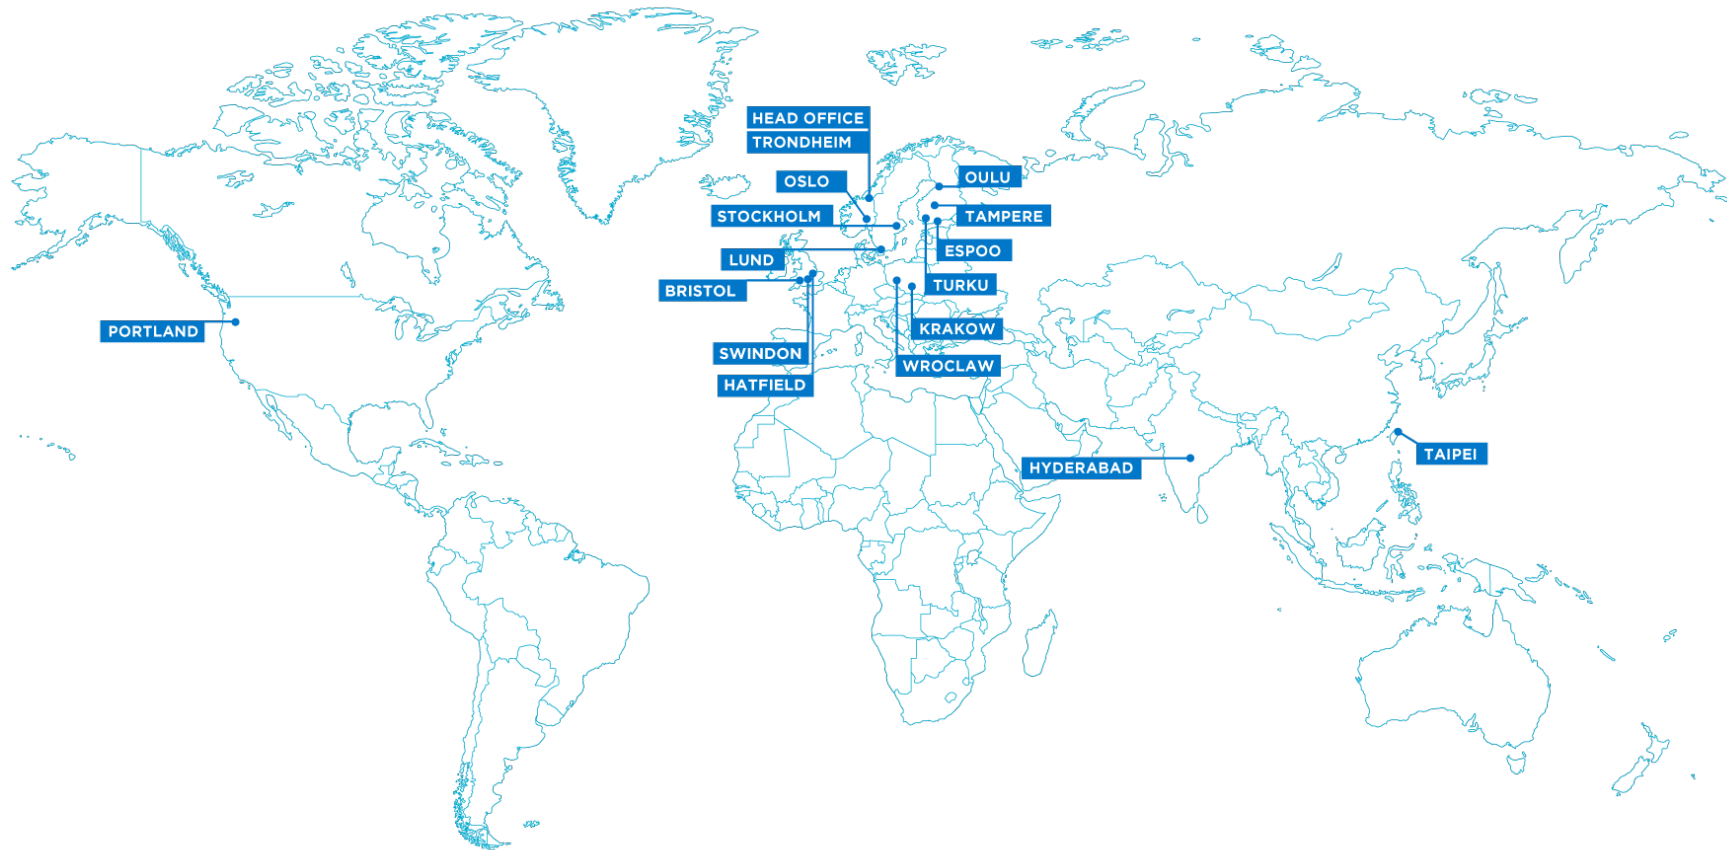 HEAD OFFICE
TRONDHEIM
OSLO
OULU
STOCKHOLM
TAMPERE
LUND
ESPOO
BRISTOL
TURKU
PORTLAND
KRAKOW
SWINDON
WROCLAW
HATFIELD
TAIPEI
HYDERABAD